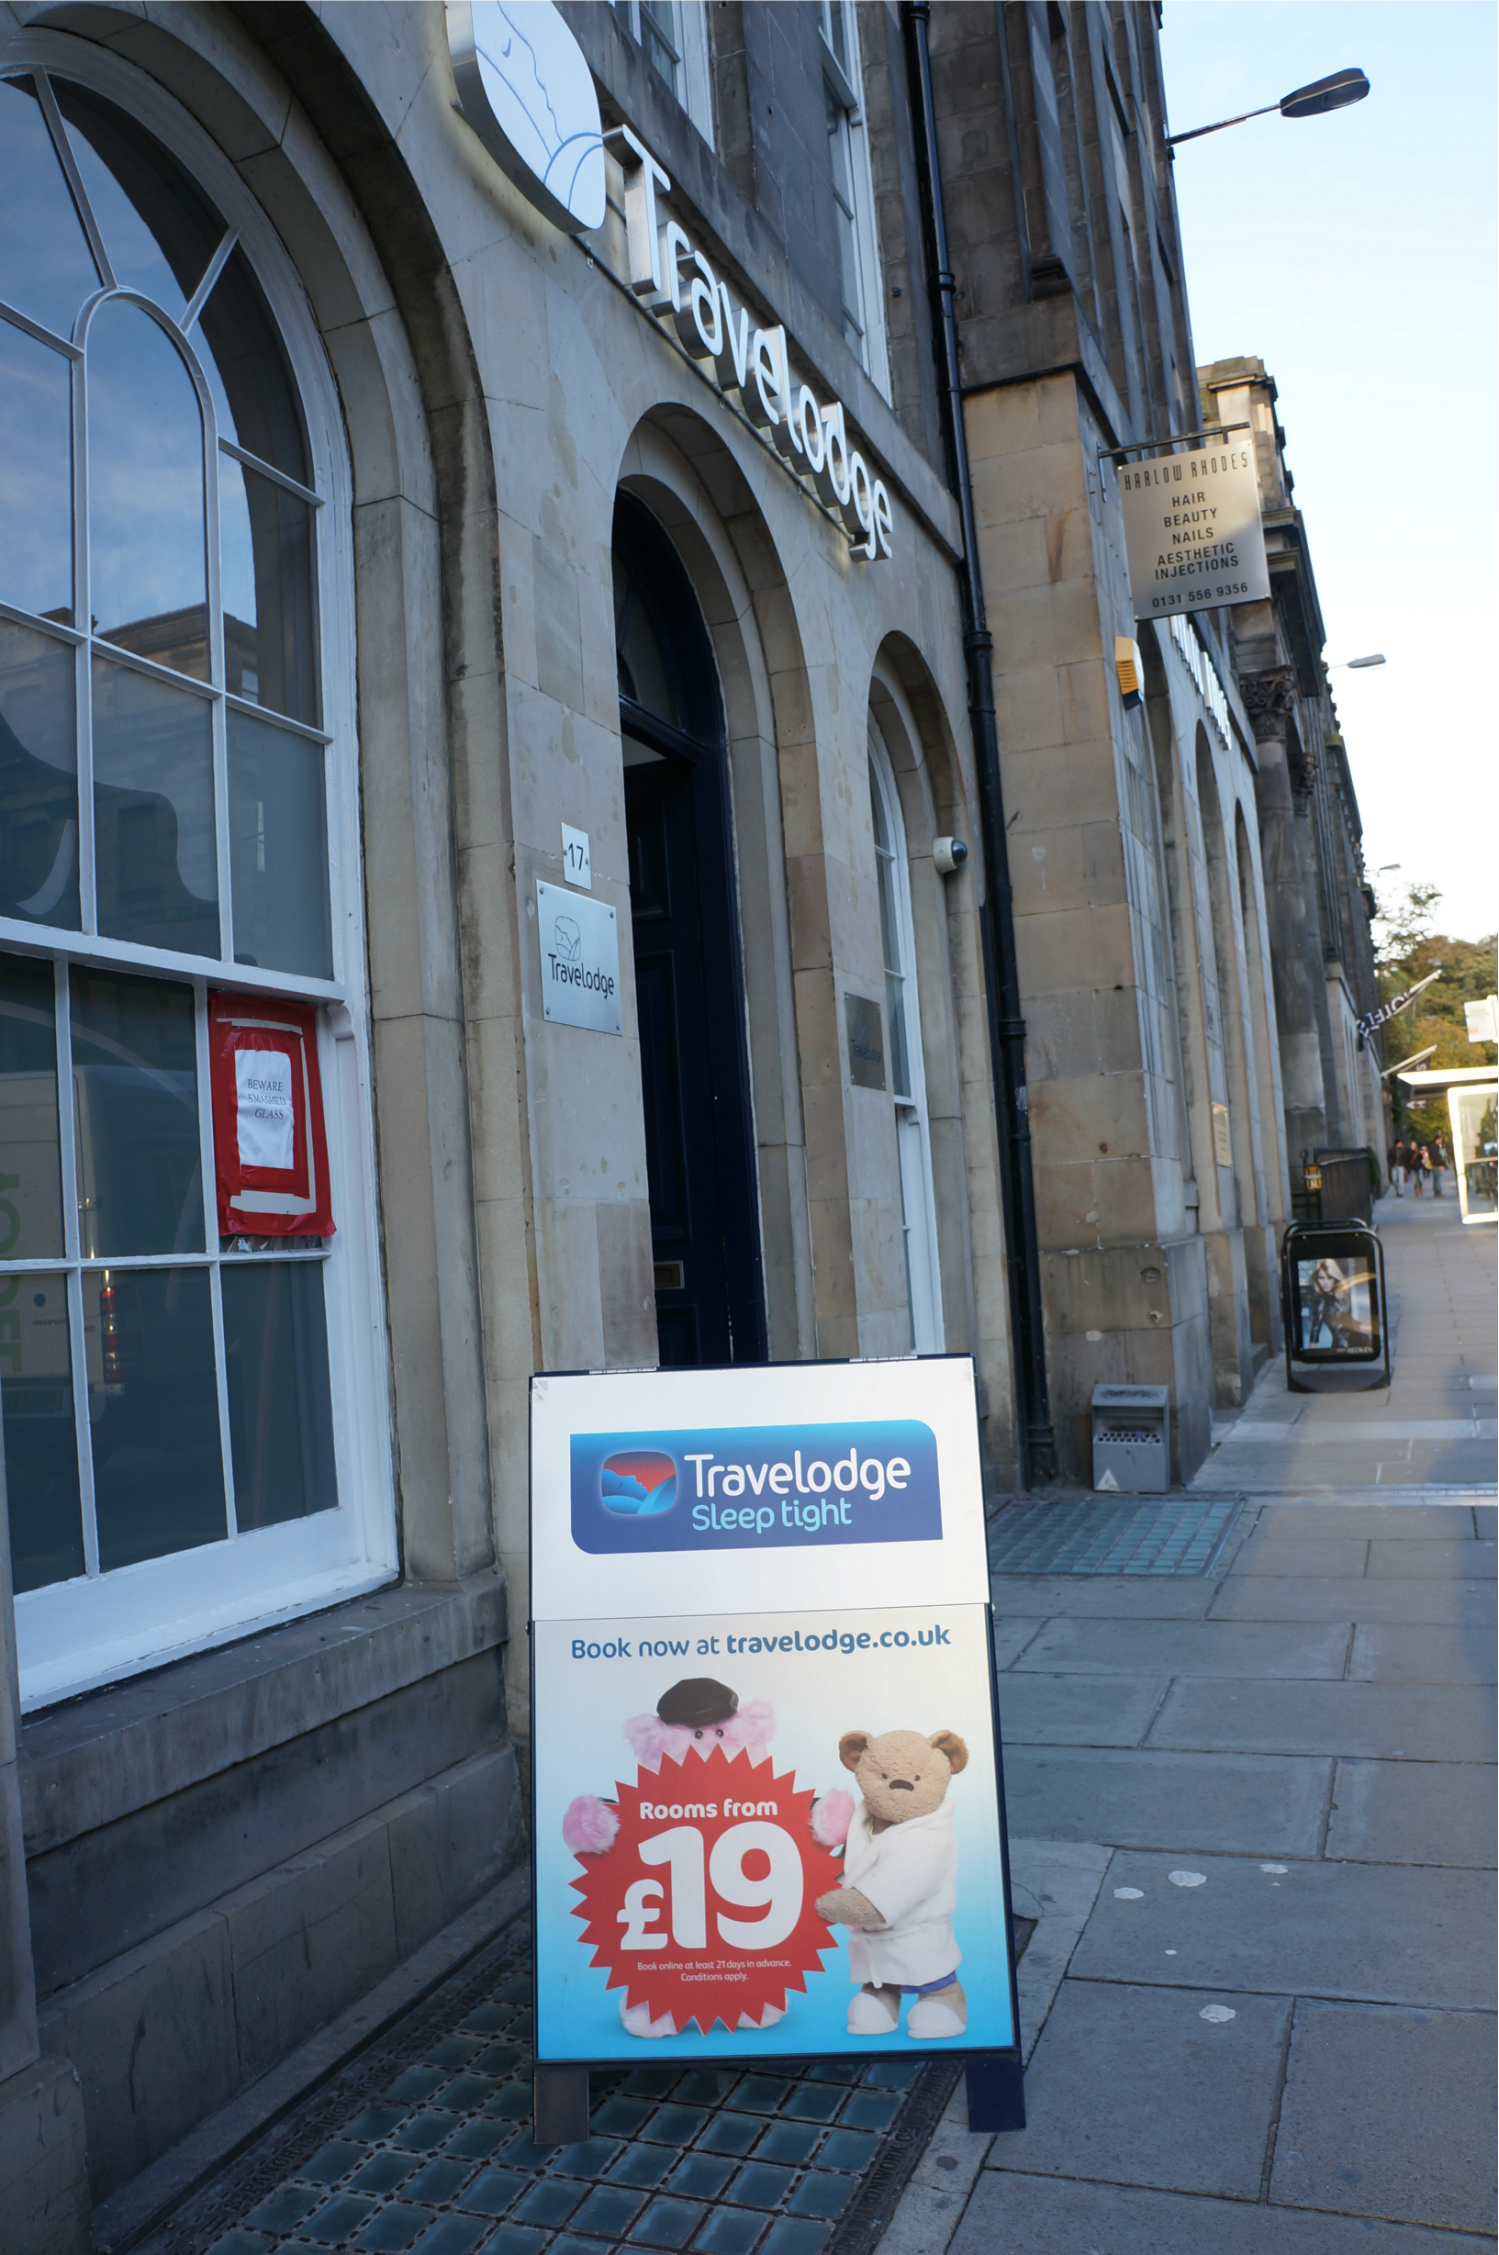 Travelodge
HARLOW RHODES
HAIR
BEAUTY
NAILS
AESTHETIC
INJECTIONS
0131 556 9356
17
Travelodge
Travelodge
BEWARE
SMASHED
GLASS
REDKEN
Travelodge
Sleep tight
Book now at travelodge.co.uk
Rooms from
£19
Book online at least 21 days in advance.
Conditions apply.